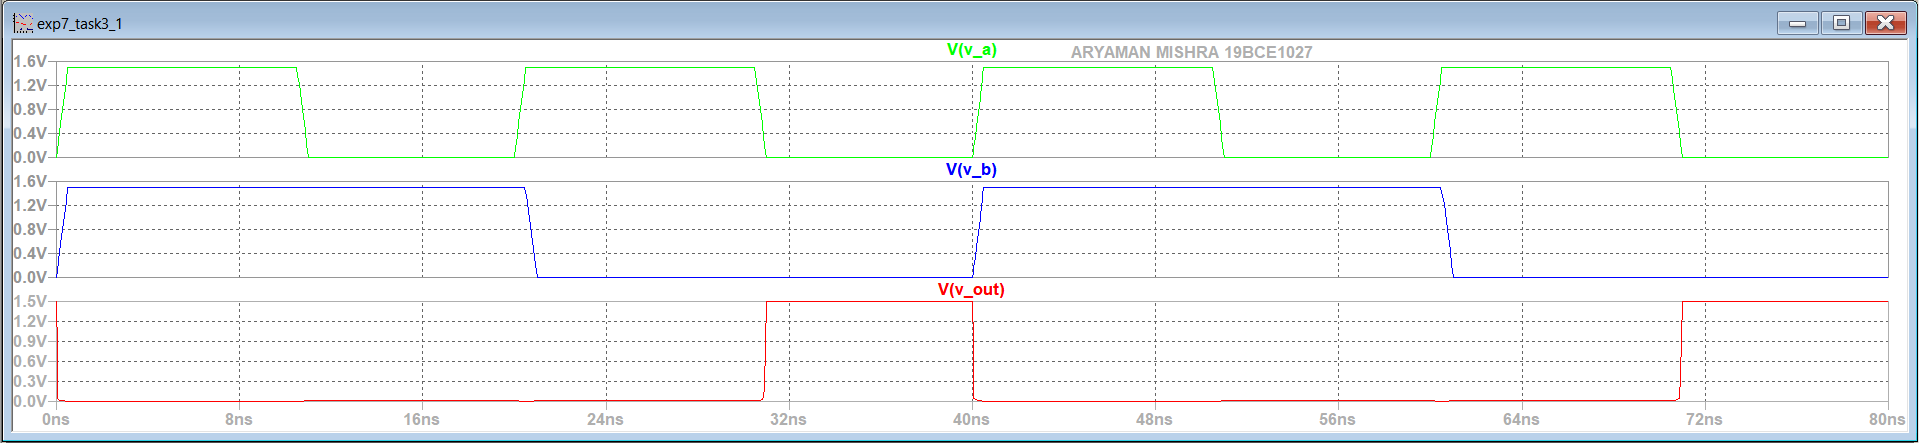 exp7_task3_1
V(v_a) ARYAMAN MISHRA 19BCE1027
1.6V
1.2V
0.8V
0.4V
0.0V
V(v_b)
1.6V
1.2V
0.8V
0.4V
0.0V
V(v_out)
1.5V
1.2V
0.9V
0.6V
0.3V
0.0V
0ns 8ns 16ns 24ns 32ns 40ns 48ns 56ns 64ns 72ns 80ns